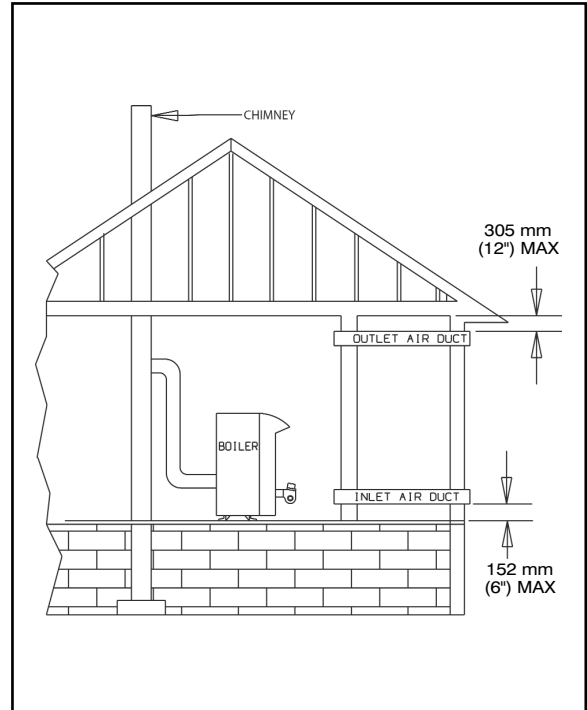 CHIMNEY
305 mm
(12") MAX
OUTLET AIR DUCT
BOILER
INLET AIR DUCT
152 mm
(6") MAX